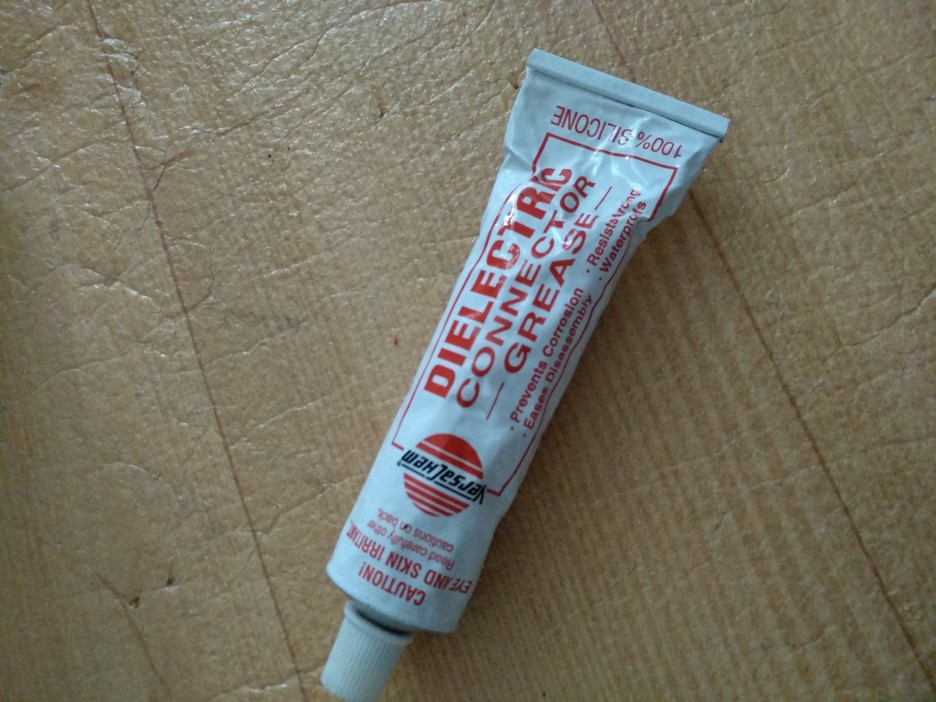 100% SILICONE
DIELECTRIC
CONNECTOR
GREASE
· Prevents Corrosion
· Eases Disassembly
· Resists
· Waterproofs
VersaChem
CAUTION!
EYE AND SKIN IRRITANT.
Read carefully other
cautions on back.